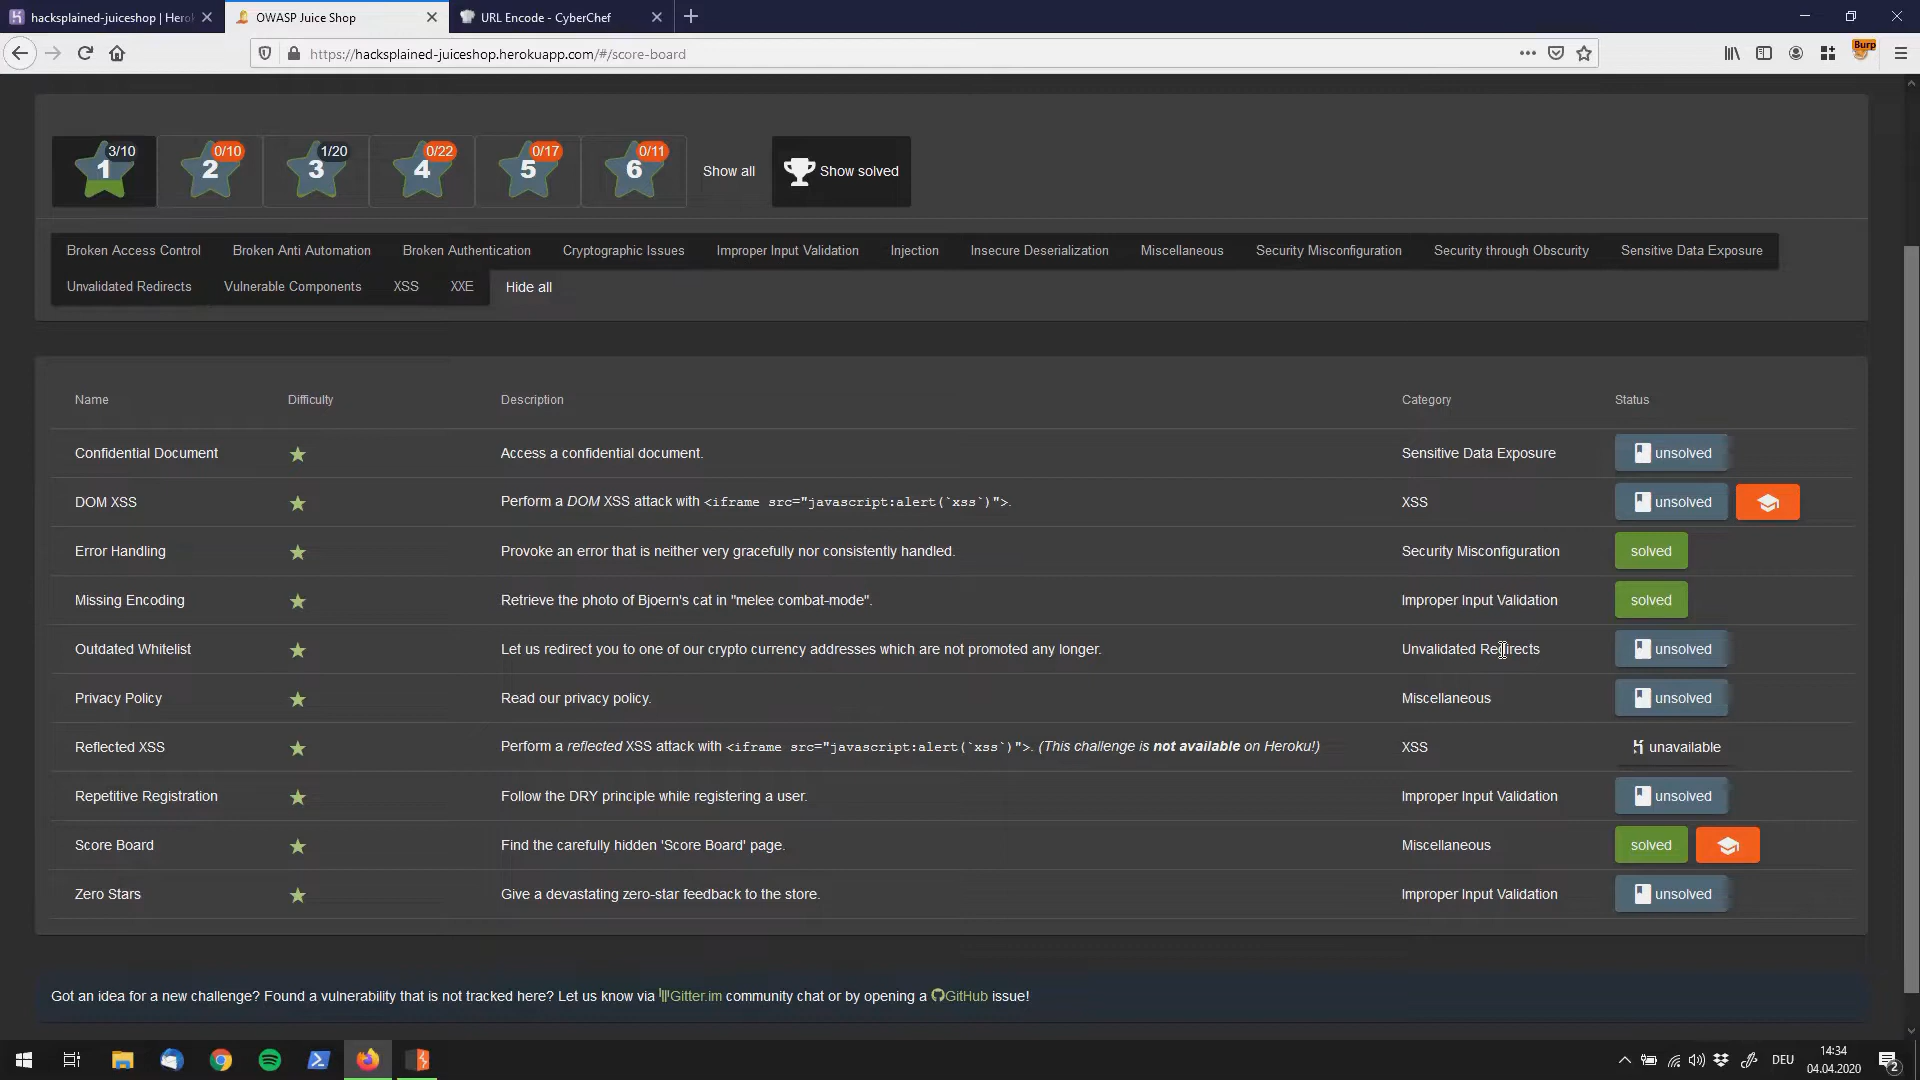 hacksplained-juiceshop | Hero
OWASP Juice Shop
URL Encode - CyberChef
https://hacksplained-juiceshop.herokuapp.com/#/score-board
Burp
1 3/10 2 0/10 3 1/20 4 0/22 5 0/17 6 0/11 Show all Show solved
Broken Access Control Broken Anti Automation Broken Authentication Cryptographic Issues Improper Input Validation Injection Insecure Deserialization Miscellaneous Security Misconfiguration Security through Obscurity Sensitive Data Exposure
Unvalidated Redirects Vulnerable Components XSS XXE Hide all
Name Difficulty Description Category Status
Confidential Document Access a confidential document. Sensitive Data Exposure unsolved
DOM XSS Perform a DOM XSS attack with <iframe src="javascript:alert(`xss`)">. XSS unsolved
Error Handling Provoke an error that is neither very gracefully nor consistently handled. Security Misconfiguration solved
Missing Encoding Retrieve the photo of Bjoern's cat in "melee combat-mode". Improper Input Validation solved
Outdated Whitelist Let us redirect you to one of our crypto currency addresses which are not promoted any longer. Unvalidated Redirects unsolved
Privacy Policy Read our privacy policy. Miscellaneous unsolved
Reflected XSS Perform a reflected XSS attack with <iframe src="javascript:alert(`xss`)">. (This challenge is not available on Heroku!) XSS unavailable
Repetitive Registration Follow the DRY principle while registering a user. Improper Input Validation unsolved
Score Board Find the carefully hidden 'Score Board' page. Miscellaneous solved
Zero Stars Give a devastating zero-star feedback to the store. Improper Input Validation unsolved
Got an idea for a new challenge? Found a vulnerability that is not tracked here? Let us know via Gitter.im community chat or by opening a GitHub issue!
DEU 14:34
04.04.2020 2